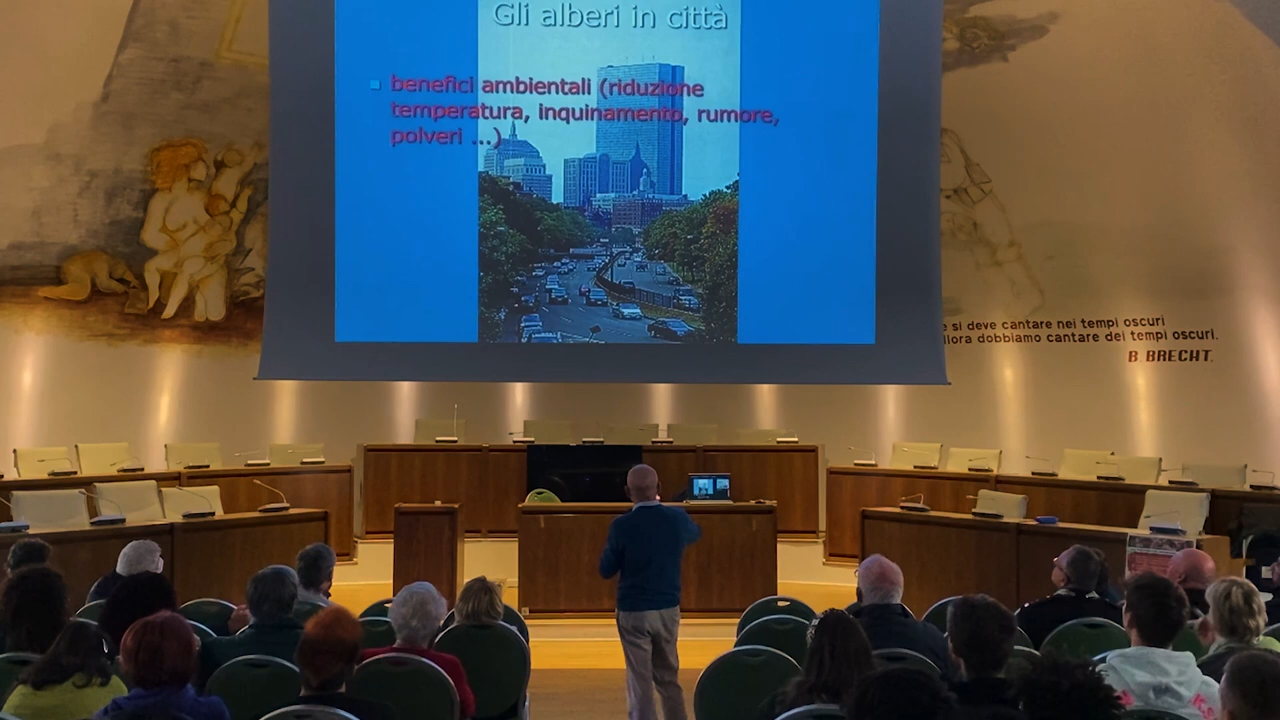 Gli alberi in città
benefici ambientali (riduzione
temperatura, inquinamento, rumore,
polveri ...)
e si deve cantare nei tempi oscuri
llora dobbiamo cantare dei tempi oscuri.
B. BRECHT.